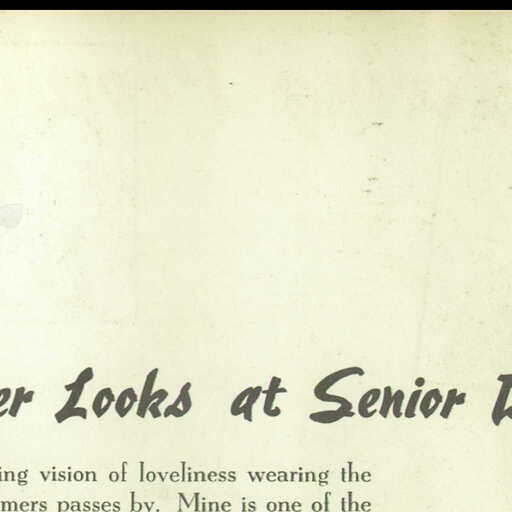 er Looks at Senior
ing vision of loveliness wearing the
mers passes by. Mine is one of the